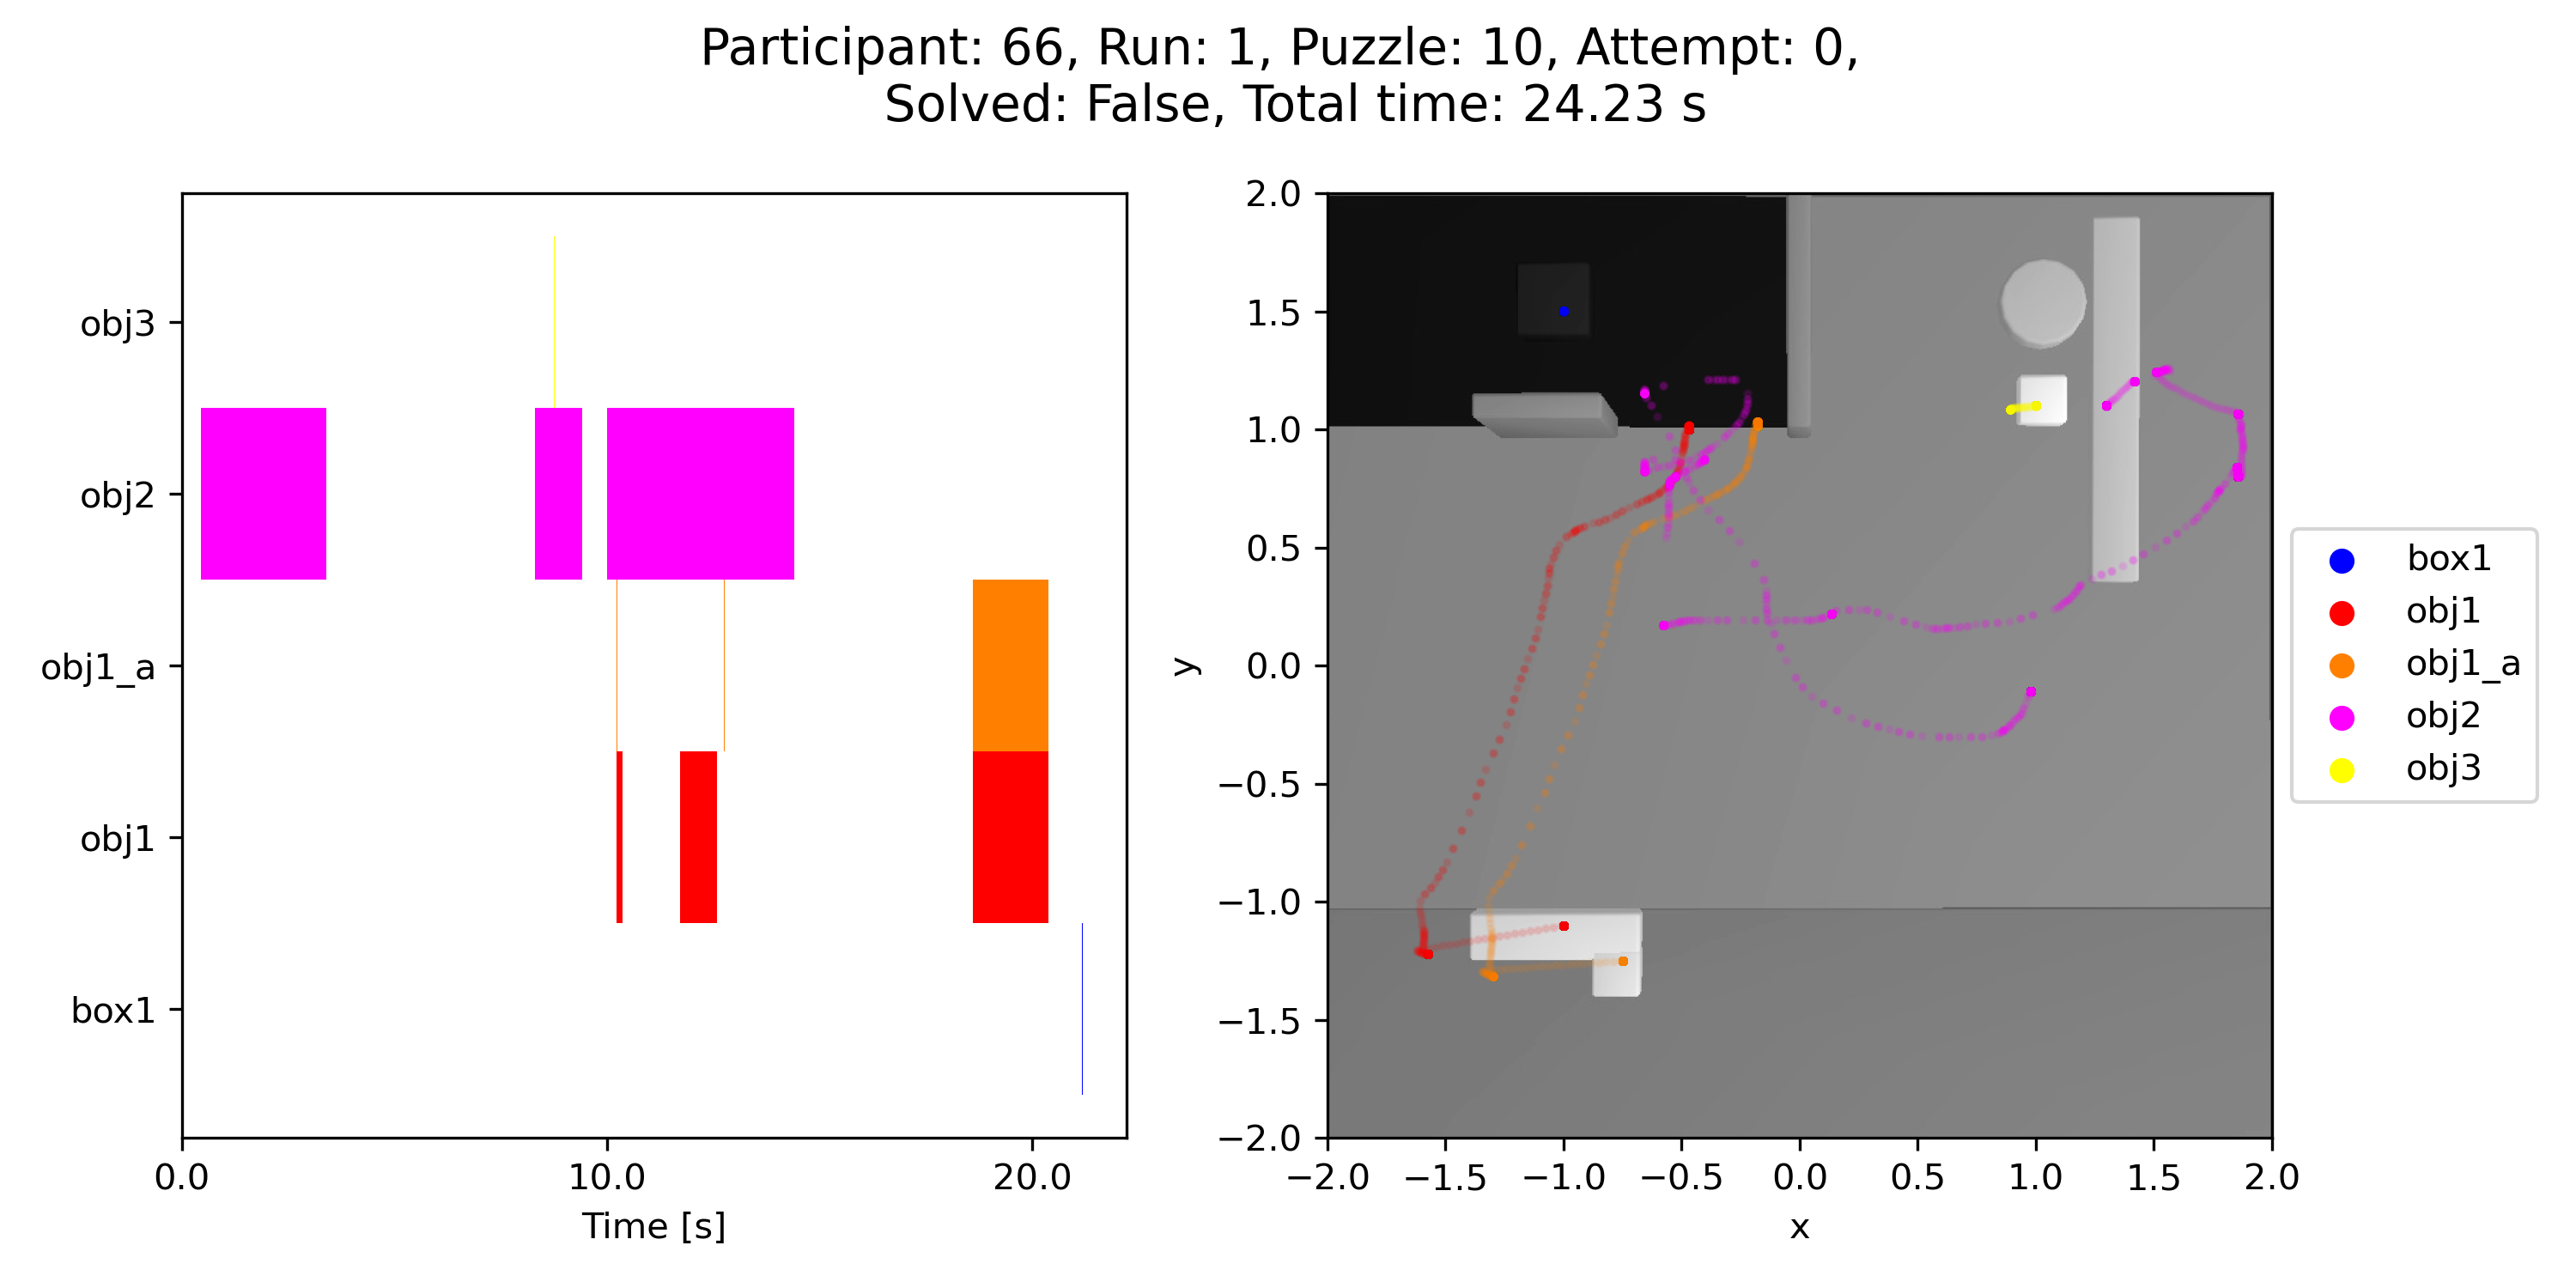 Participant: 66, Run: 1, Puzzle: 10, Attempt: 0,
Solved: False, Total time: 24.23 s
obj3
obj2
obj1_a
obj1
box1
0.0 10.0 20.0
Time [s]
2.0
1.5
1.0
0.5
0.0
−0.5
−1.0
−1.5
−2.0
y
−2.0 −1.5 −1.0 −0.5 0.0 0.5 1.0 1.5 2.0
x
box1
obj1
obj1_a
obj2
obj3